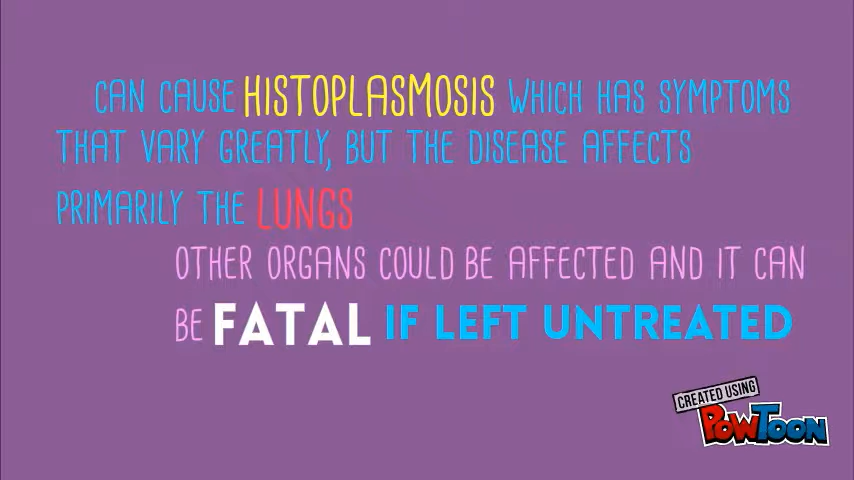 CAN CAUSE HISTOPLASMOSIS WHICH HAS SYMPTOMS
THAT VARY GREATLY, BUT THE DISEASE AFFECTS
PRIMARILY THE LUNGS
OTHER ORGANS COULD BE AFFECTED AND IT CAN
BE FATAL IF LEFT UNTREATED
CREATED USING
POWTOON